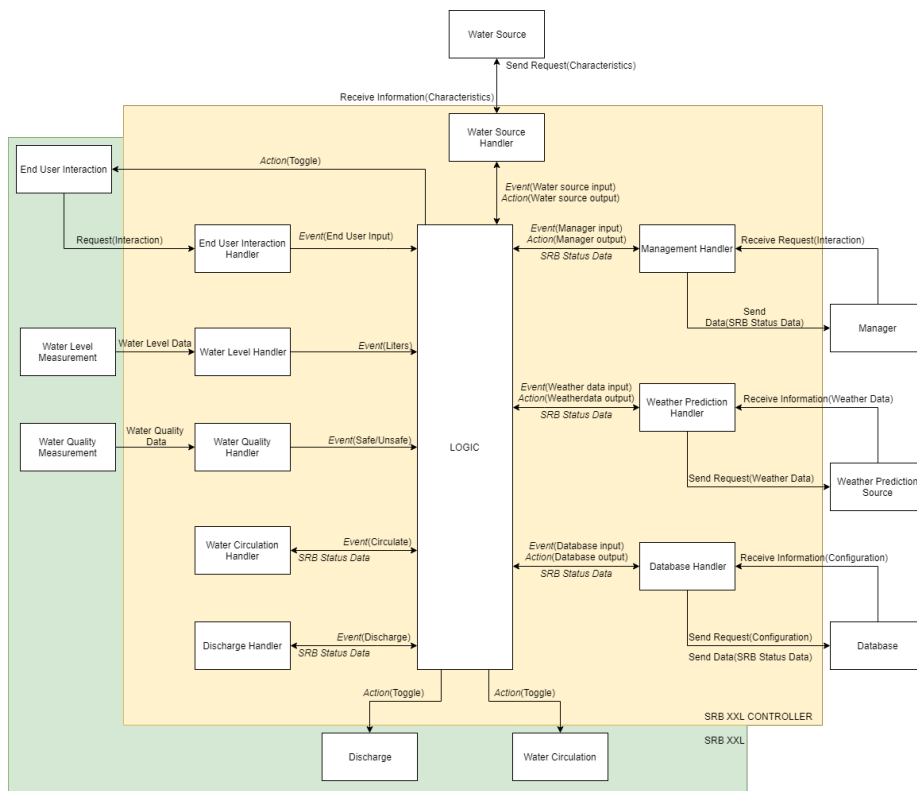 Water Source
Send Request(Characteristics)
Receive Information(Characteristics)
Water Source
Handler
End User Interaction
Action(Toggle)
Event(Water source input)
Action(Water source output)
Request(Interaction)
End User Interaction
Handler
Event(End User Input)
Event(Manager input)
Action(Manager output)
SRB Status Data
Management Handler
Receive Request(Interaction)
Send
Data(SRB Status Data)
Manager
Water Level
Measurement
Water Level Data
Water Level Handler
Event(Liters)
Event(Weather data input)
Action(Weatherdata output)
SRB Status Data
Weather Prediction
Handler
Receive Information(Weather Data)
Water Quality
Measurement
Water Quality
Data
Water Quality
Handler
Event(Safe/Unsafe)
LOGIC
Send Request(Weather Data)
Weather Prediction
Source
Water Circulation
Handler
Event(Circulate)
SRB Status Data
Event(Database input)
Action(Database output)
SRB Status Data
Database Handler
Receive Information(Configuration)
Discharge Handler
Event(Discharge)
SRB Status Data
Send Request(Configuration)
Send Data(SRB Status Data)
Database
Action(Toggle)
Action(Toggle)
SRB XXL CONTROLLER
SRB XXL
Discharge
Water Circulation